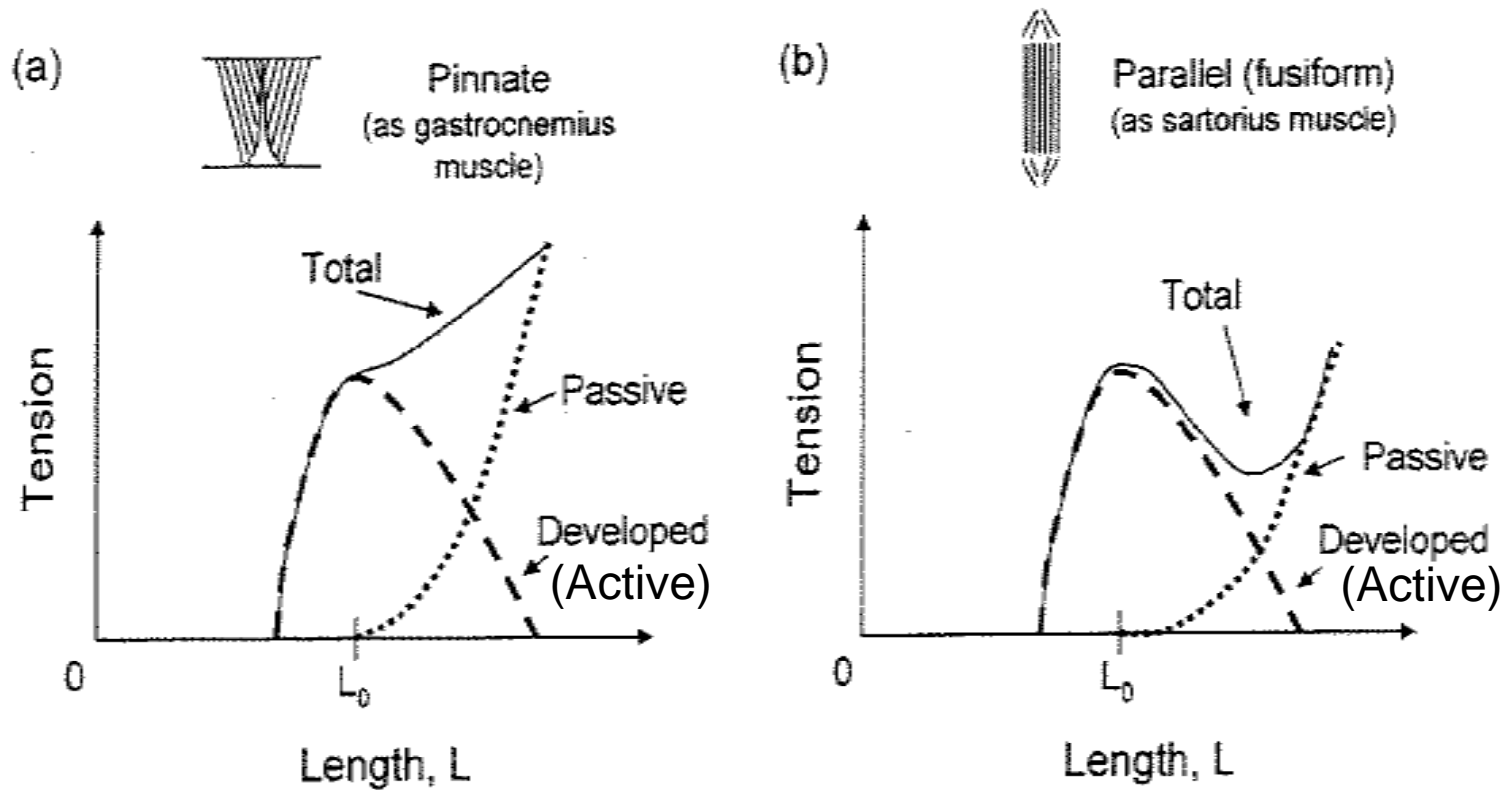 (a)
Pinnate
(as gastrocnemius
muscle)
Total
Passive
Developed
(Active)
Tension
0
L₀
Length, L
(b)
Parallel (fusiform)
(as sartorius muscle)
Total
Passive
Developed
(Active)
Tension
0
L₀
Length, L